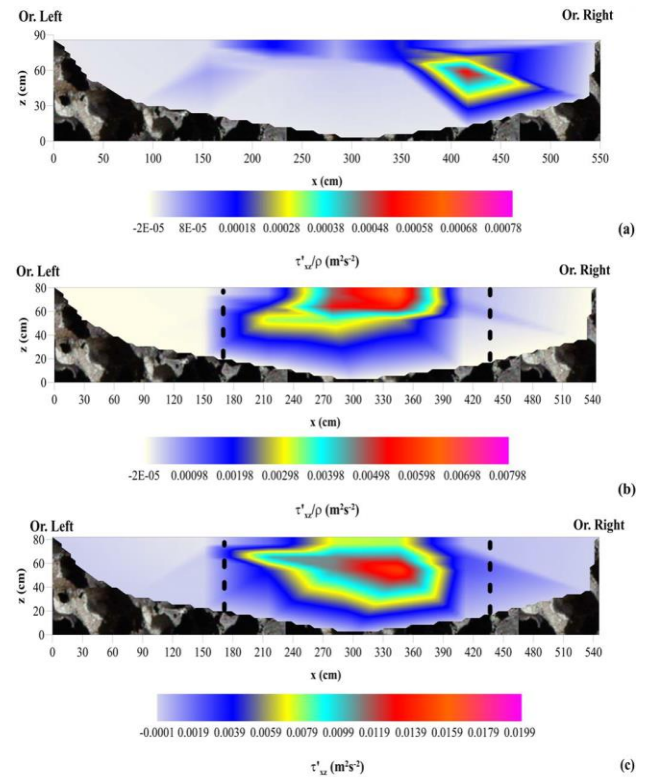 Or. Left
Or. Right
90
60
30
0
z (cm)
0 50 100 150 200 250 300 350 400 450 500 550
x (cm)
-2E-05 8E-05 0.00018 0.00028 0.00038 0.00048 0.00058 0.00068 0.00078
(a)
τ'xz/ρ (m²s⁻²)
Or. Left
Or. Right
80
60
40
20
0
z (cm)
0 30 60 90 120 150 180 210 240 270 300 330 360 390 420 450 480 510 540
x (cm)
-2E-05 0.00098 0.00198 0.00298 0.00398 0.00498 0.00598 0.00698 0.00798
(b)
τ'xz/ρ (m²s⁻²)
Or. Left
Or. Right
80
60
40
20
0
z (cm)
0 30 60 90 120 150 180 210 240 270 300 330 360 390 420 450 480 510 540
x (cm)
-0.0001 0.0019 0.0039 0.0059 0.0079 0.0099 0.0119 0.0139 0.0159 0.0179 0.0199
τ'xz (m²s⁻²)
(c)